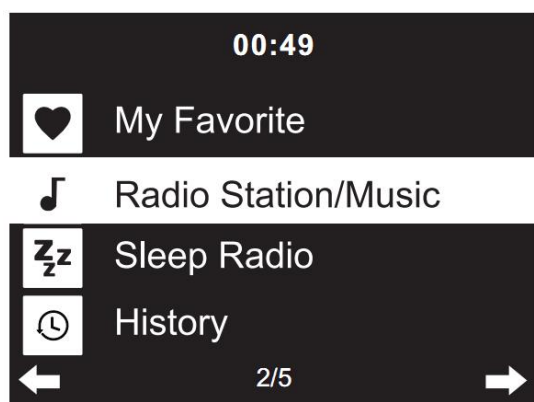 00:49
My Favorite
Radio Station/Music
Sleep Radio
History
2/5